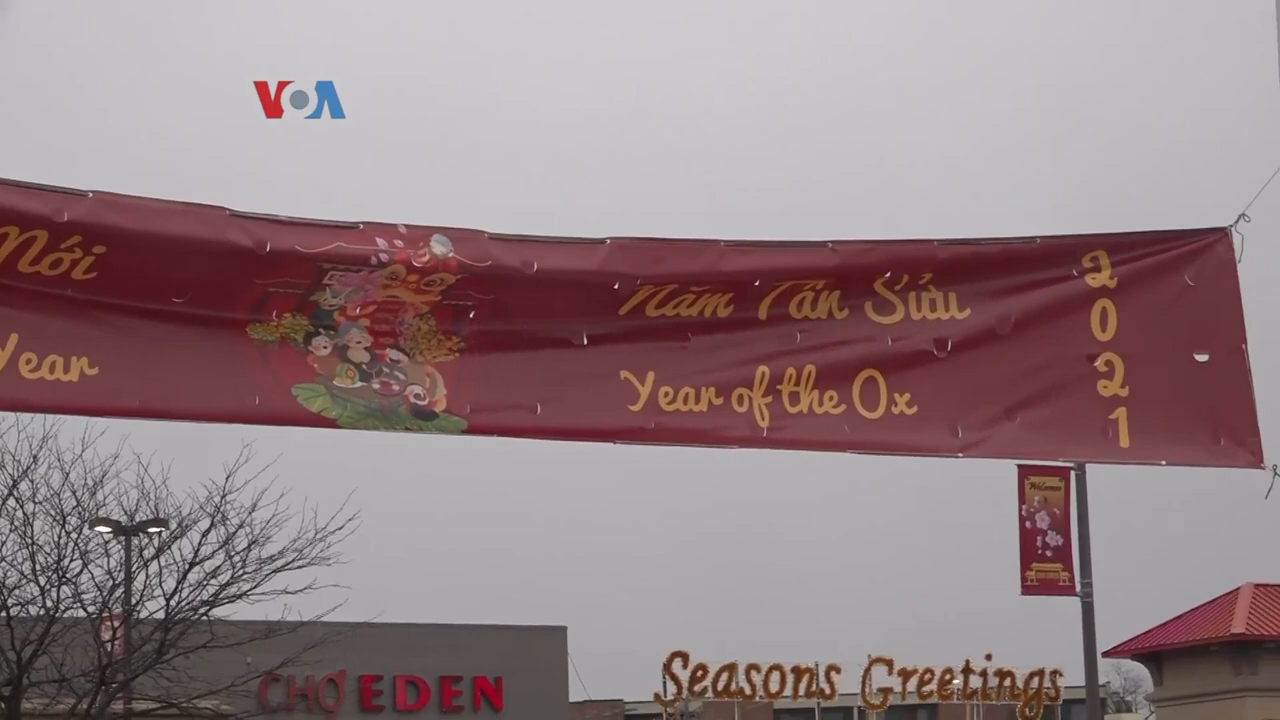 VOA
Mới
Year
Năm Tân Sửu
Year of the Ox
2
0
2
1
Welcome
CHỢ EDEN
Seasons Greetings